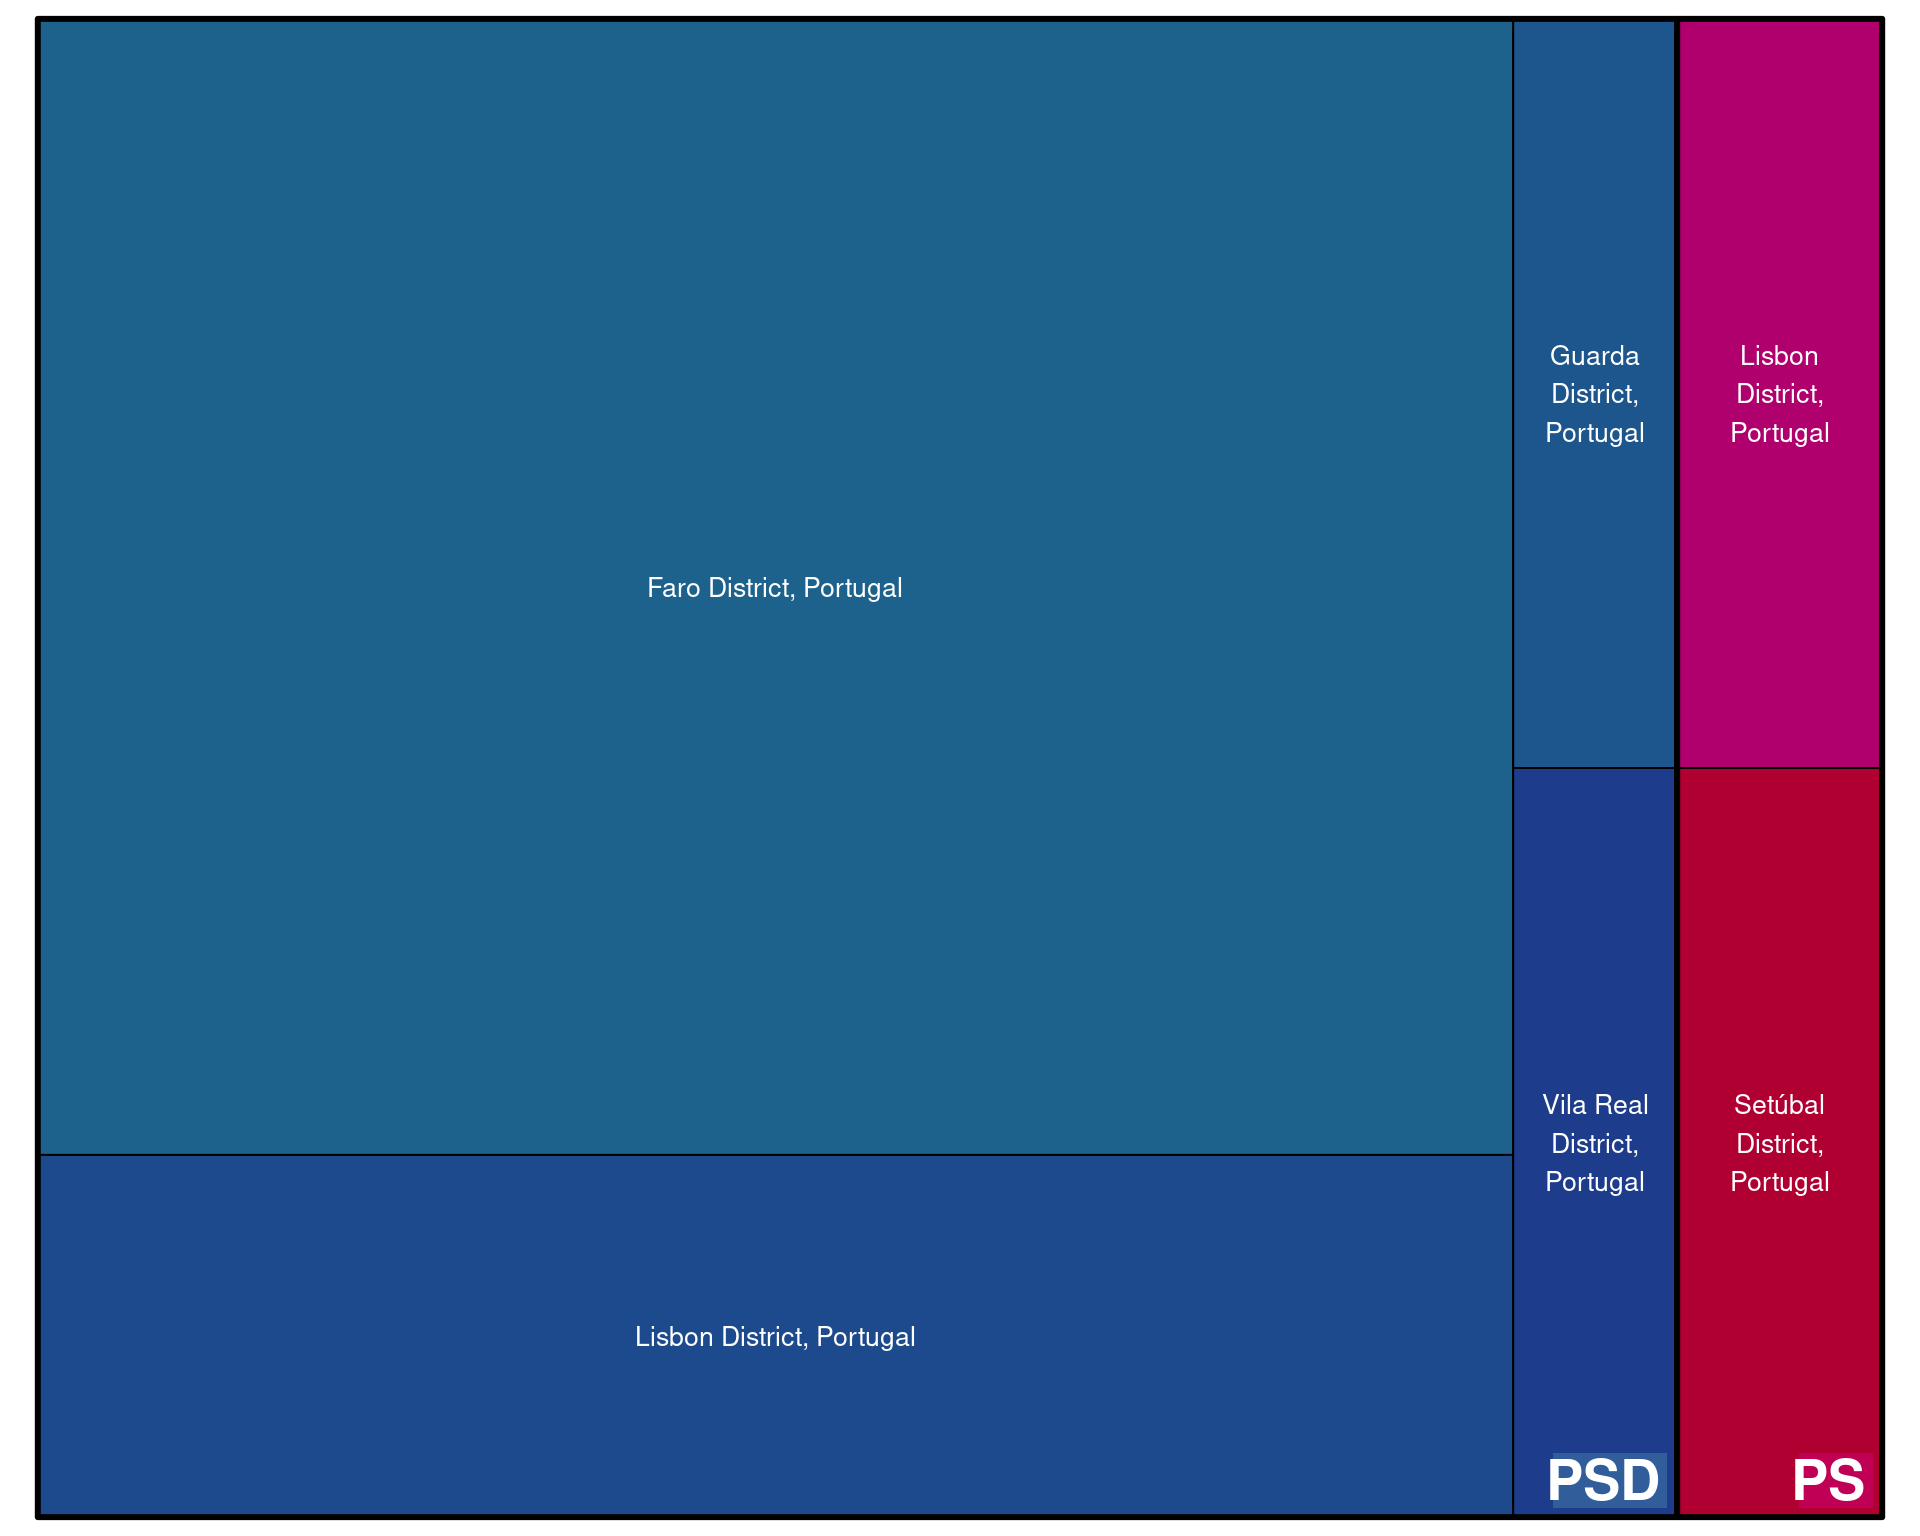 Faro District, Portugal
Lisbon District, Portugal
Guarda
District,
Portugal
Vila Real
District,
Portugal
PSD
Lisbon
District,
Portugal
Setúbal
District,
Portugal
PS